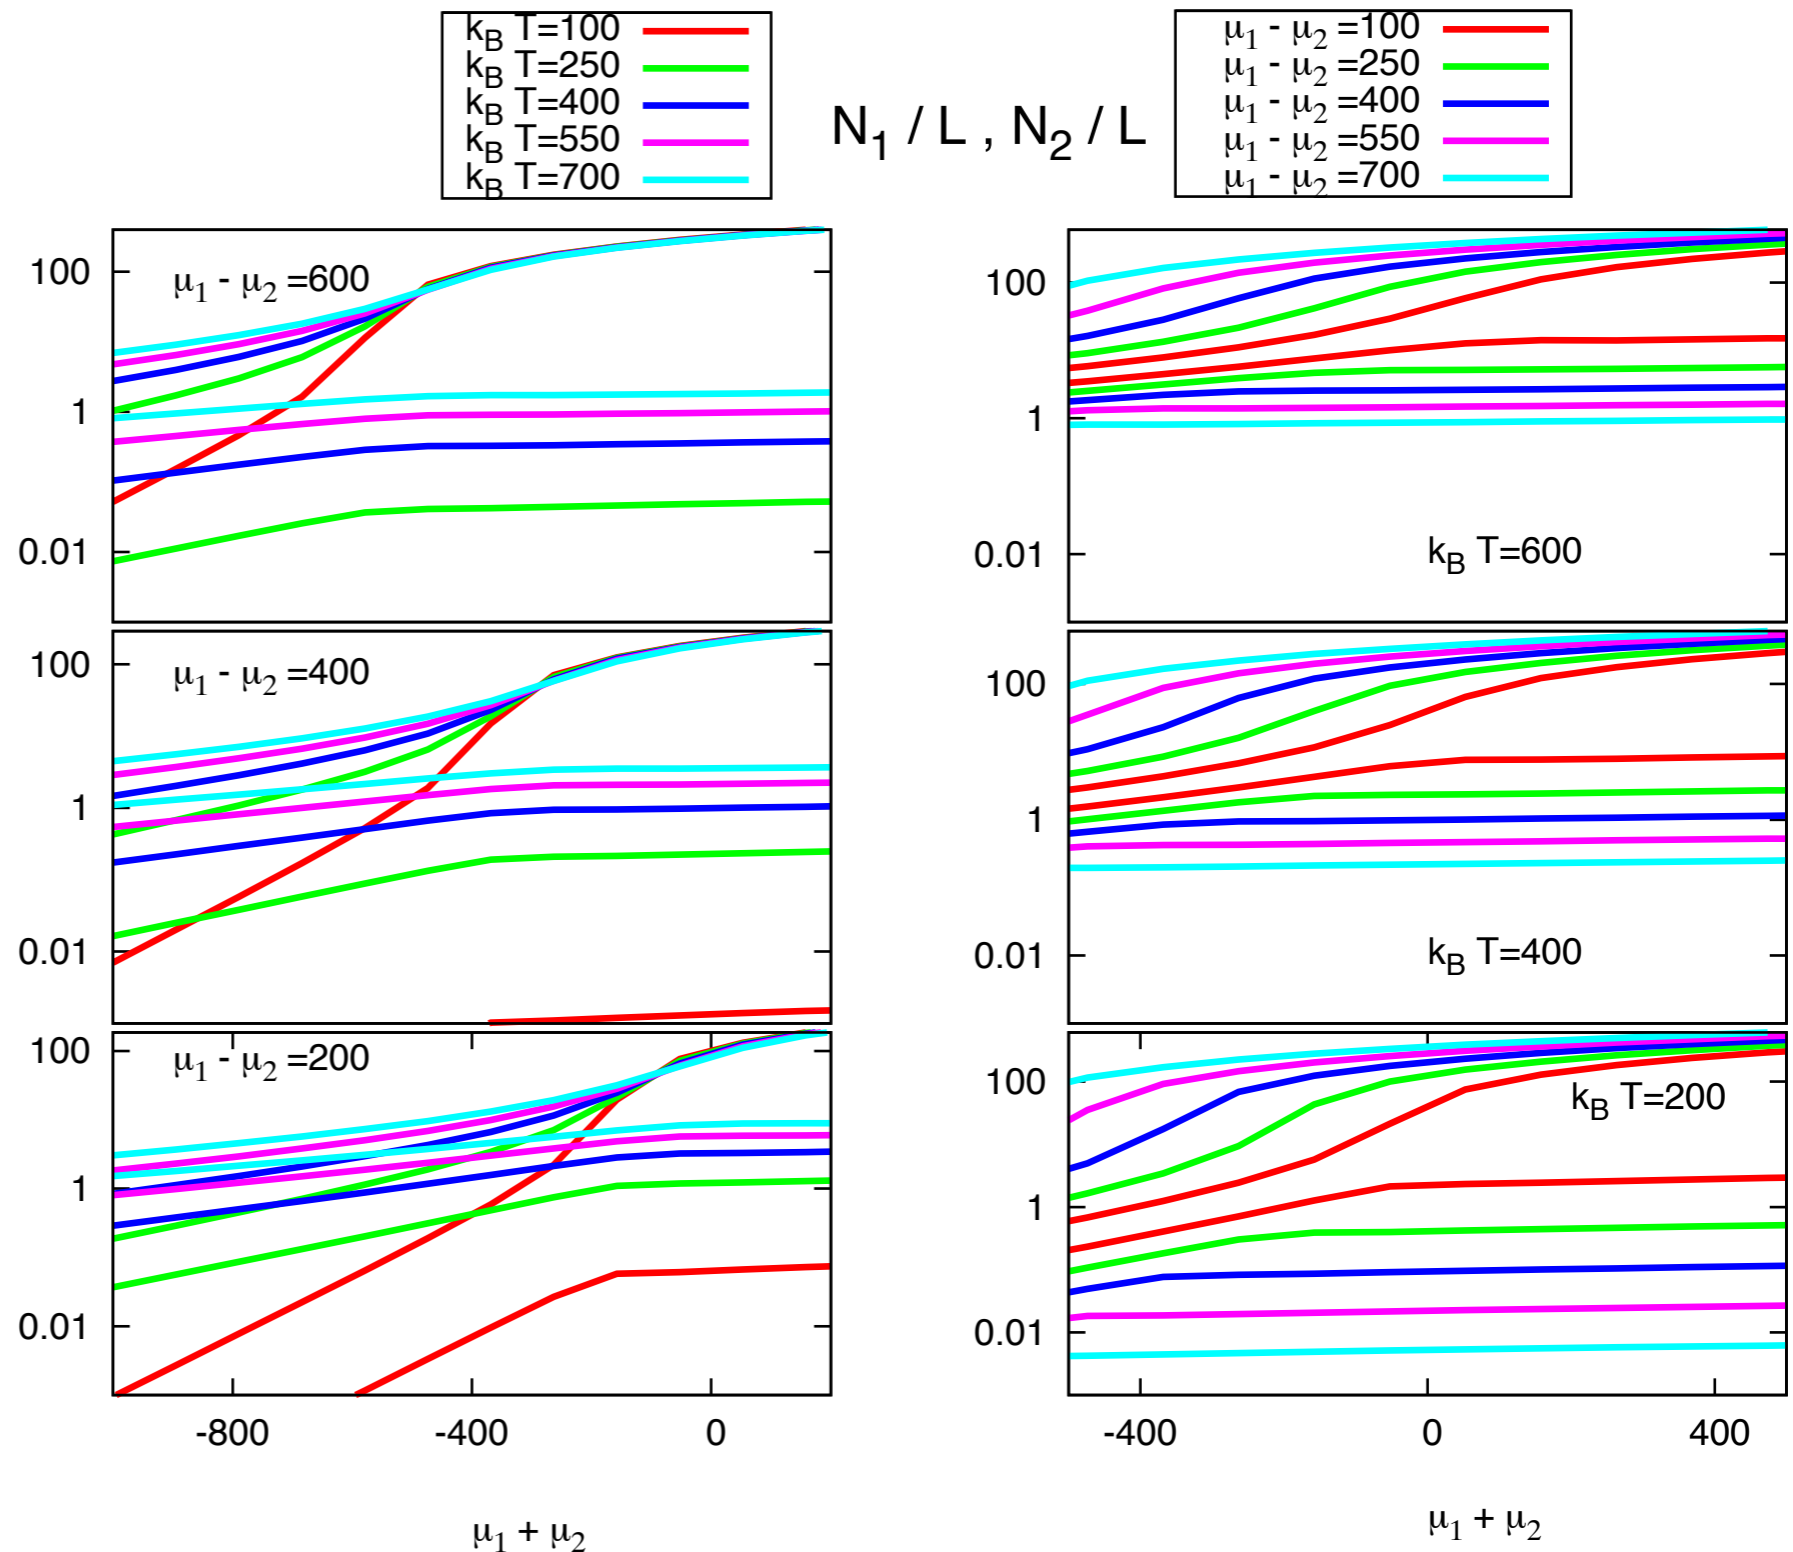 k_B T=100
k_B T=250
k_B T=400
k_B T=550
k_B T=700
N_1 / L , N_2 / L
μ_1 - μ_2 =100
μ_1 - μ_2 =250
μ_1 - μ_2 =400
μ_1 - μ_2 =550
μ_1 - μ_2 =700
μ_1 - μ_2 =600
100
1
0.01
μ_1 - μ_2 =400
100
1
0.01
μ_1 - μ_2 =200
100
1
0.01
-800 -400 0
μ_1 + μ_2
100
1
0.01
k_B T=600
100
1
0.01
k_B T=400
100
1
0.01
k_B T=200
-400 0 400
μ_1 + μ_2